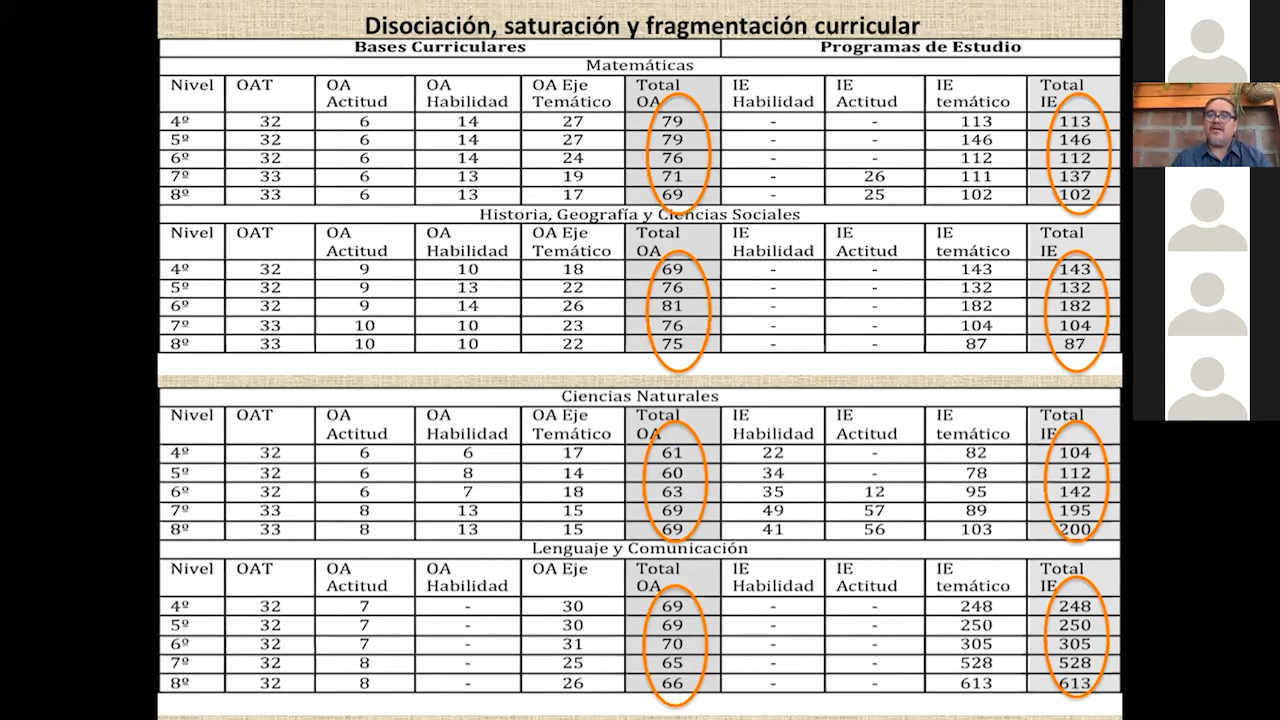 Disociación, saturación y fragmentación curricular
Bases Curriculares Programas de Estudio
Matemáticas
Nivel OAT OA Actitud OA Habilidad OA Eje Temático Total OA IE Habilidad IE Actitud IE temático Total IE
4º 32 6 14 27 79 - - 113 113
5º 32 6 14 27 79 - - 146 146
6º 32 6 14 24 76 - - 112 112
7º 33 6 13 19 71 - 26 111 137
8º 33 6 13 17 69 - 25 102 102
Historia, Geografía y Ciencias Sociales
Nivel OAT OA Actitud OA Habilidad OA Eje Temático Total OA IE Habilidad IE Actitud IE temático Total IE
4º 32 9 10 18 69 - - 143 143
5º 32 9 13 22 76 - - 132 132
6º 32 9 14 26 81 - - 182 182
7º 33 10 10 23 76 - - 104 104
8º 33 10 10 22 75 - - 87 87
Ciencias Naturales
Nivel OAT OA Actitud OA Habilidad OA Eje Temático Total OA IE Habilidad IE Actitud IE temático Total IE
4º 32 6 6 17 61 22 - 82 104
5º 32 6 8 14 60 34 - 78 112
6º 32 6 7 18 63 35 12 95 142
7º 33 8 13 15 69 49 57 89 195
8º 33 8 13 15 69 41 56 103 200
Lenguaje y Comunicación
Nivel OAT OA Actitud OA Habilidad OA Eje Total OA IE Habilidad IE Actitud IE temático Total IE
4º 32 7 - 30 69 - - 248 248
5º 32 7 - 30 69 - - 250 250
6º 32 7 - 31 70 - - 305 305
7º 32 8 - 25 65 - - 528 528
8º 32 8 - 26 66 - - 613 613